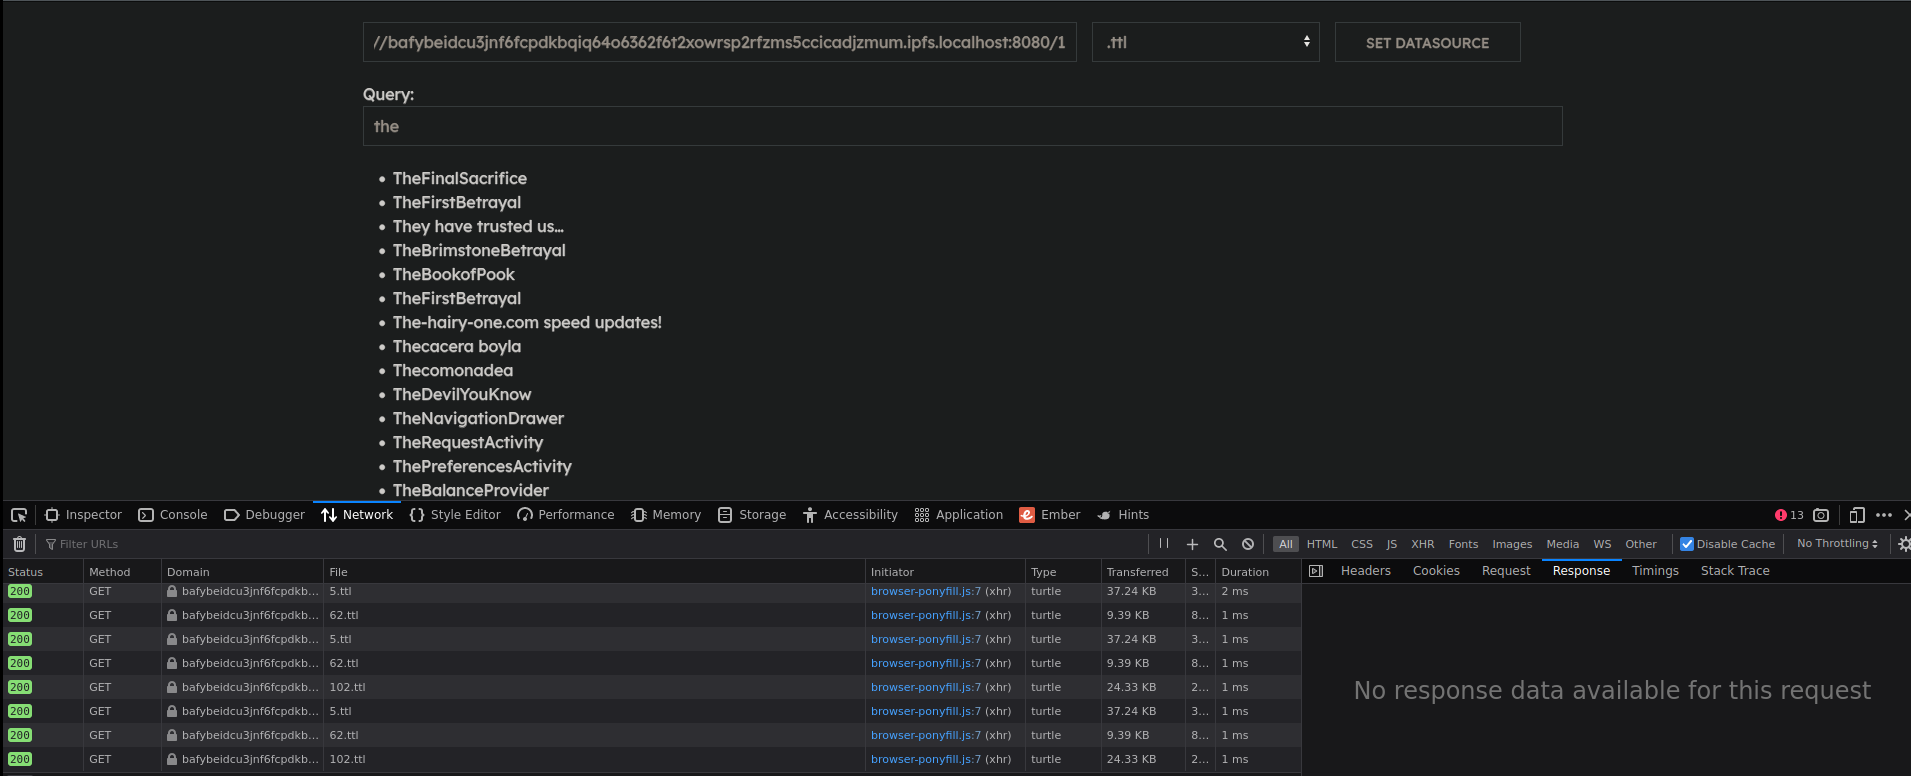 //bafybeidcu3jnf6fcpdkbqiq64o6362f6t2xowrsp2rfzms5ccicadjzmum.ipfs.localhost:8080/1 .ttl SET DATASOURCE
Query:
the
• TheFinalSacrifice
• TheFirstBetrayal
• They have trusted us…
• TheBrimstoneBetrayal
• TheBookofPook
• TheFirstBetrayal
• The-hairy-one.com speed updates!
• Thecacera boyla
• Thecomonadea
• TheDevilYouKnow
• TheNavigationDrawer
• TheRequestActivity
• ThePreferencesActivity
• TheBalanceProvider
Inspector Console Debugger Network Style Editor Performance Memory Storage Accessibility Application Ember Hints 13
Filter URLs All HTML CSS JS XHR Fonts Images Media WS Other Disable Cache No Throttling
Status Method Domain File Initiator Type Transferred S... Duration Headers Cookies Request Response Timings Stack Trace
200 GET bafybeidcu3jnf6fcpdkb... 5.ttl browser-ponyfill.js:7 (xhr) turtle 37.24 KB 3... 2 ms
200 GET bafybeidcu3jnf6fcpdkb... 62.ttl browser-ponyfill.js:7 (xhr) turtle 9.39 KB 8... 1 ms
200 GET bafybeidcu3jnf6fcpdkb... 5.ttl browser-ponyfill.js:7 (xhr) turtle 37.24 KB 3... 1 ms
200 GET bafybeidcu3jnf6fcpdkb... 62.ttl browser-ponyfill.js:7 (xhr) turtle 9.39 KB 8... 1 ms
200 GET bafybeidcu3jnf6fcpdkb... 102.ttl browser-ponyfill.js:7 (xhr) turtle 24.33 KB 2... 1 ms
200 GET bafybeidcu3jnf6fcpdkb... 5.ttl browser-ponyfill.js:7 (xhr) turtle 37.24 KB 3... 1 ms
200 GET bafybeidcu3jnf6fcpdkb... 62.ttl browser-ponyfill.js:7 (xhr) turtle 9.39 KB 8... 1 ms
200 GET bafybeidcu3jnf6fcpdkb... 102.ttl browser-ponyfill.js:7 (xhr) turtle 24.33 KB 2... 1 ms
No response data available for this request